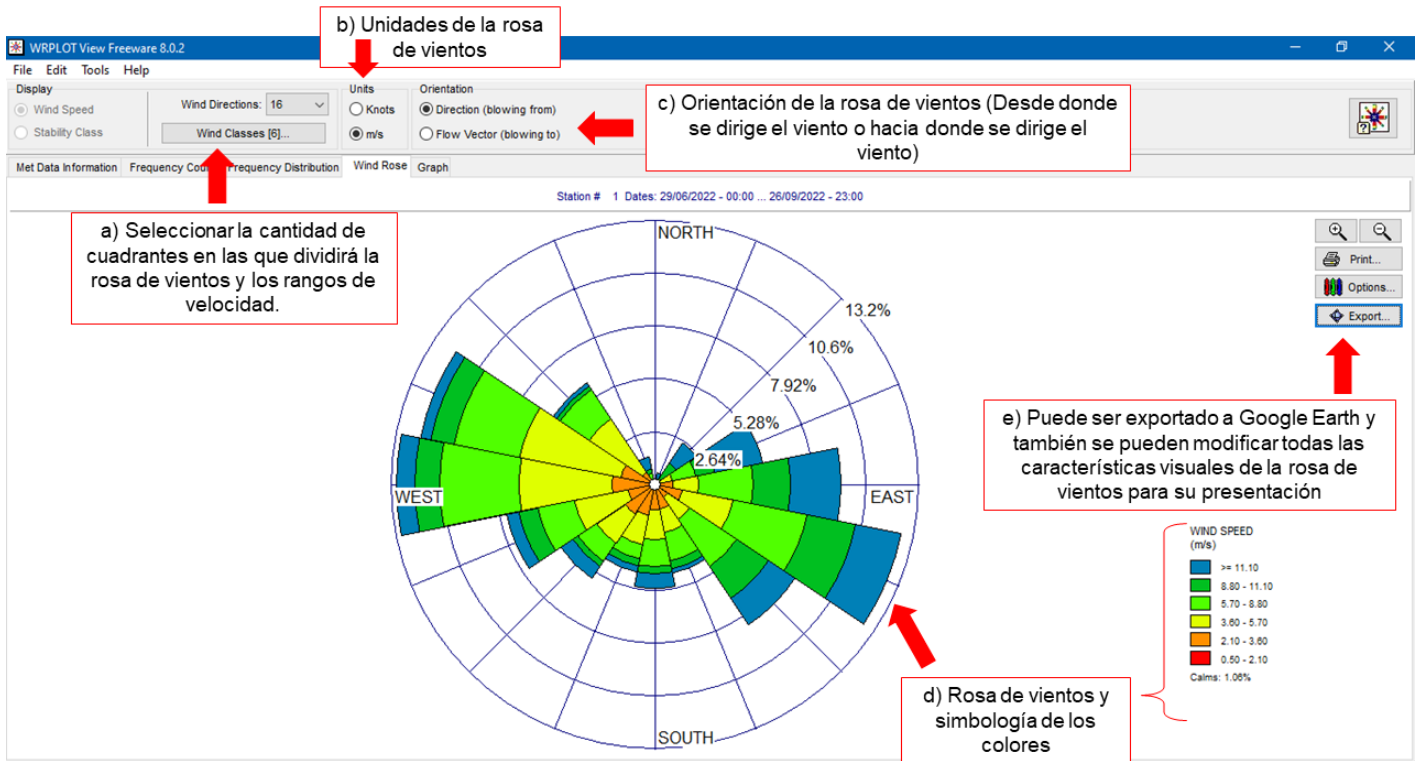 b) Unidades de la rosa
de vientos
WRPLOT View Freeware 8.0.2
File Edit Tools Help
Display
Wind Speed
Stability Class
Wind Directions: 16
Wind Classes [6]...
Units
Knots
m/s
Orientation
Direction (blowing from)
Flow Vector (blowing to)
c) Orientación de la rosa de vientos (Desde donde
se dirige el viento o hacia donde se dirige el
viento)
Met Data Information Frequency Frequency Distribution Wind Rose Graph
Station # 1 Dates: 29/06/2022 - 00:00 ... 26/09/2022 - 23:00
a) Seleccionar la cantidad de
cuadrantes en las que dividirá la
rosa de vientos y los rangos de
velocidad.
NORTH
13.2%
10.6%
7.92%
5.28%
2.64%
WEST
EAST
SOUTH
Print...
Options...
Export...
e) Puede ser exportado a Google Earth y
también se pueden modificar todas las
características visuales de la rosa de
vientos para su presentación
WIND SPEED
(m/s)
>= 11.10
8.80 - 11.10
5.70 - 8.80
3.60 - 5.70
2.10 - 3.60
0.50 - 2.10
Calms: 1.06%
d) Rosa de vientos y
simbología de los
colores